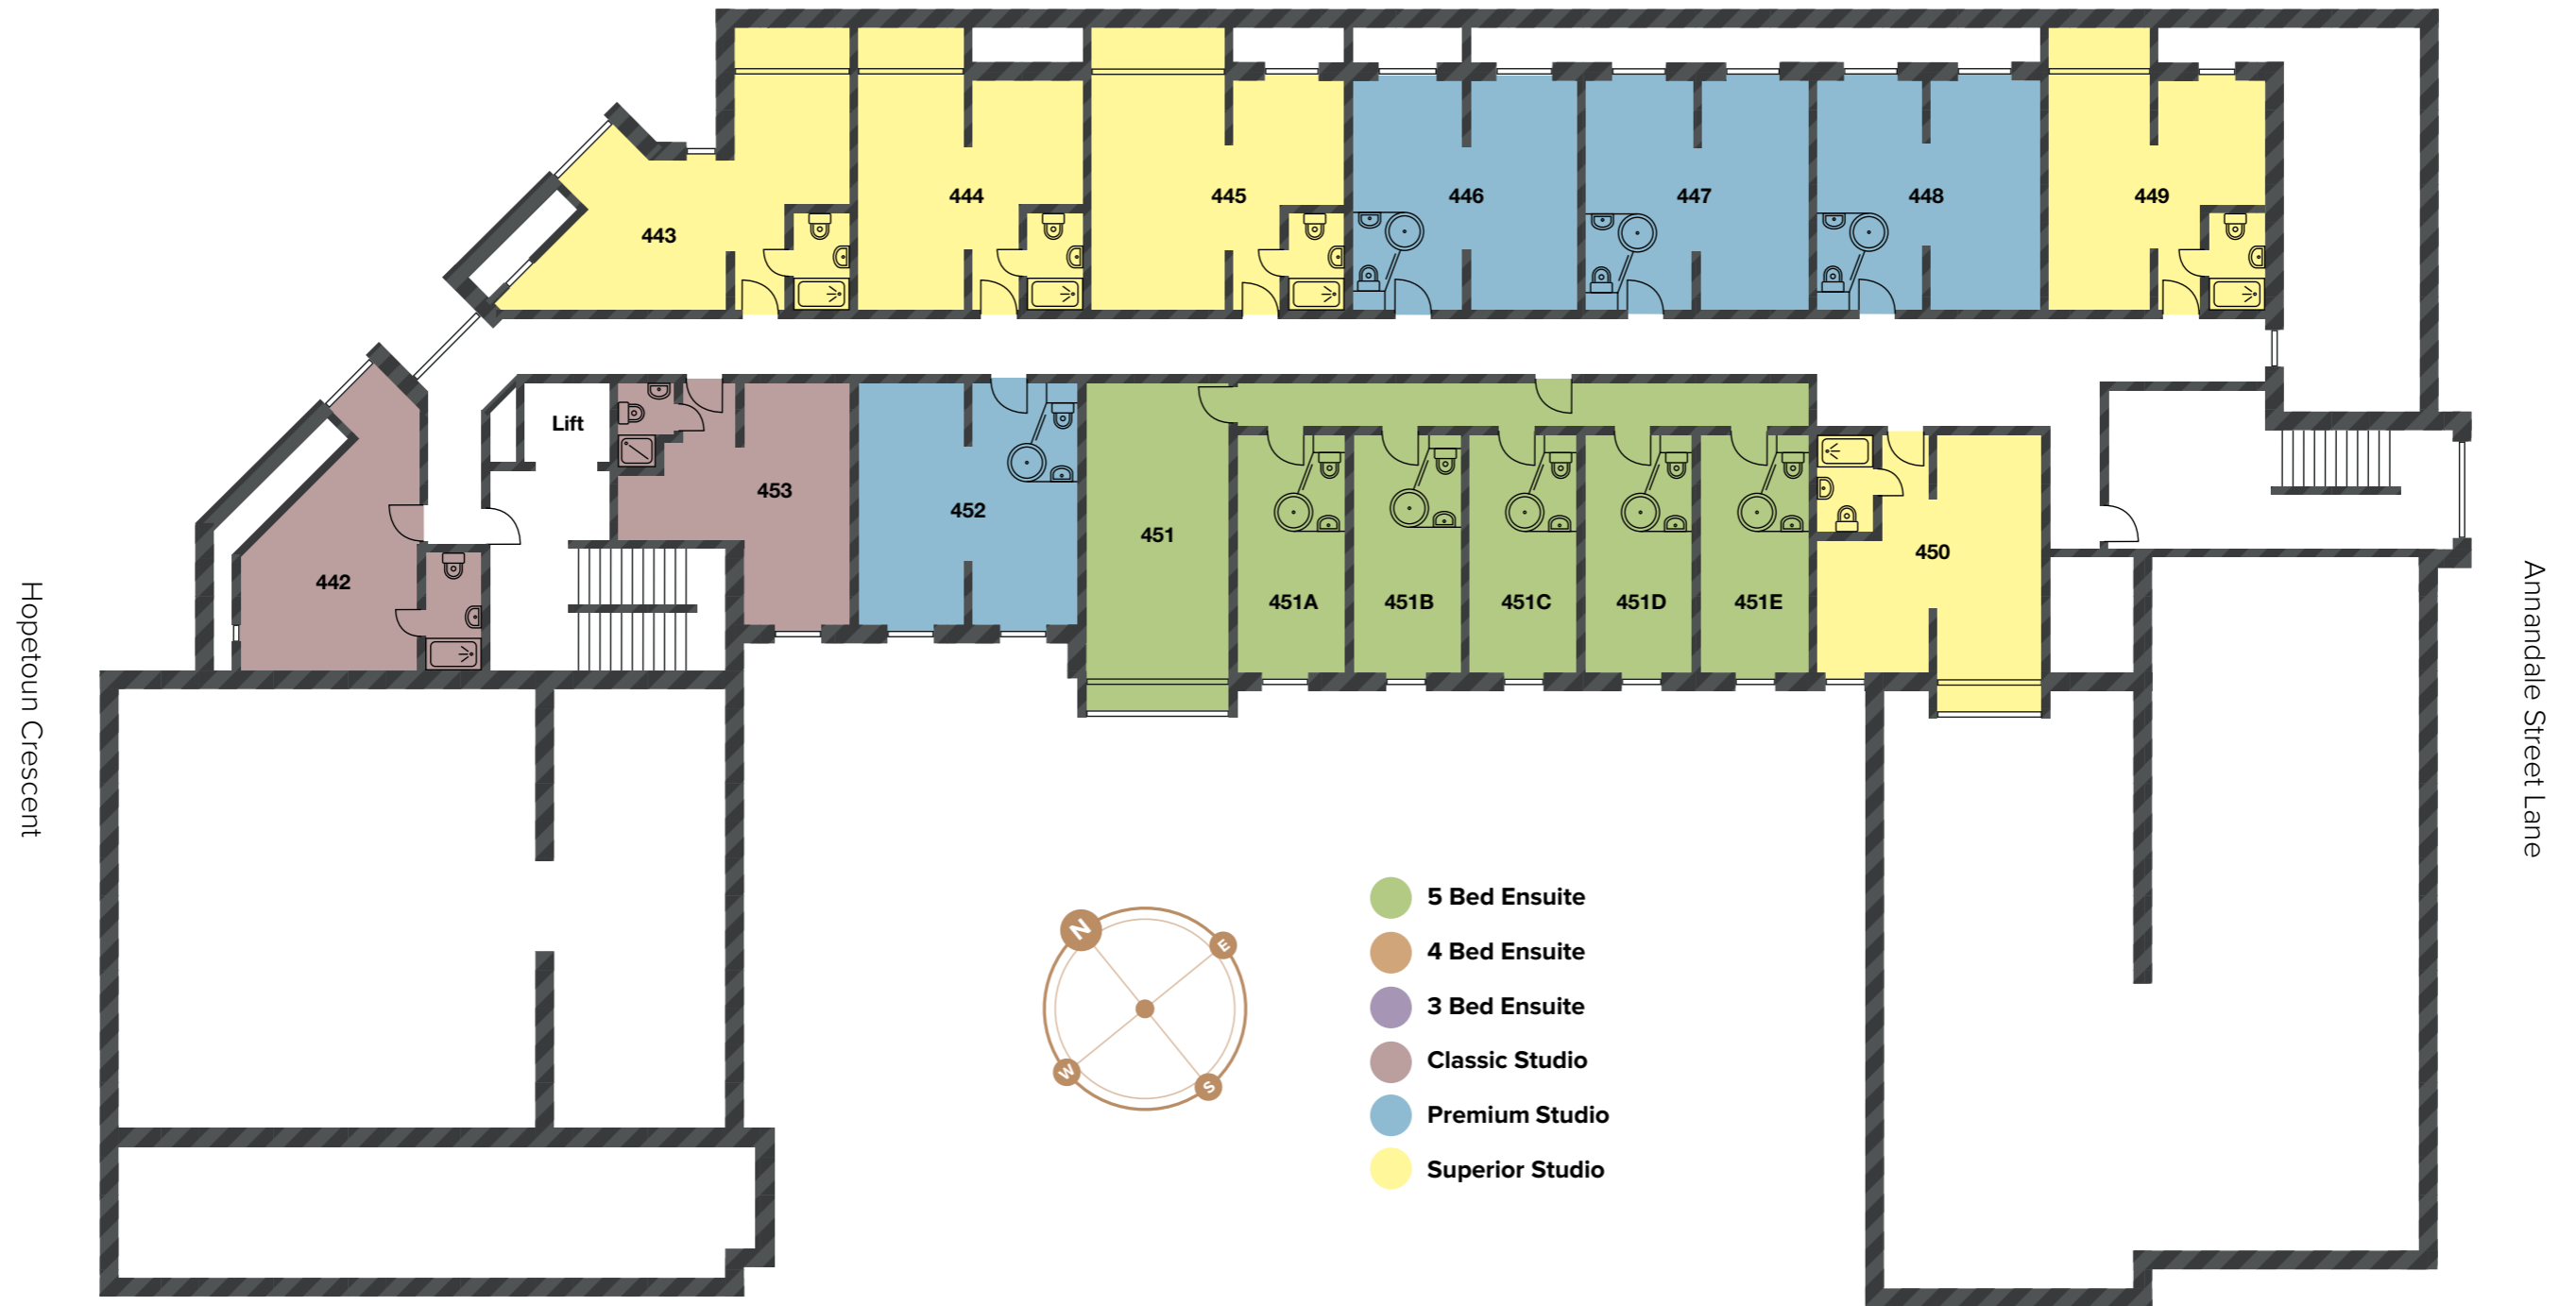 443
444
445
446
447
448
449
Lift
453
452
451
451A
451B
451C
451D
451E
450
442
Hopetoun Crescent
Annandale Street Lane
N
E
W
S
5 Bed Ensuite
4 Bed Ensuite
3 Bed Ensuite
Classic Studio
Premium Studio
Superior Studio